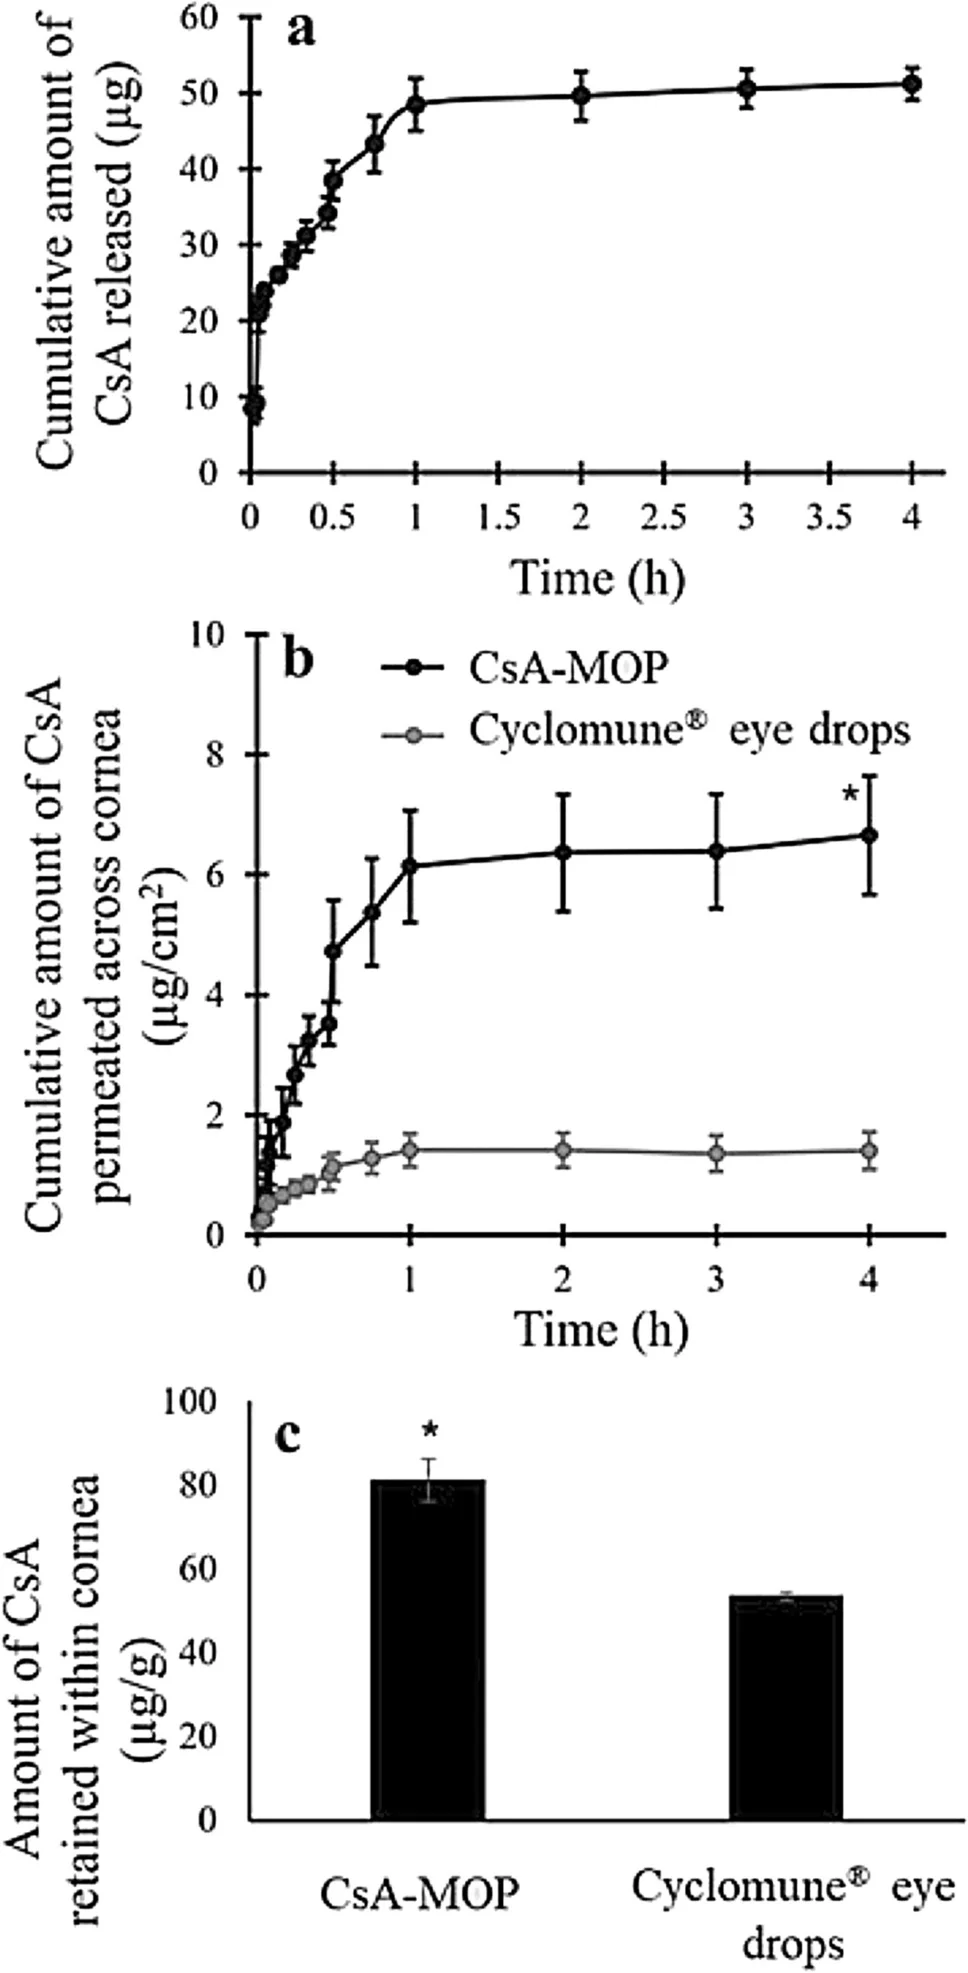 a
Cumulative amount of
CsA released (µg)
60
50
40
30
20
10
0
0 0.5 1 1.5 2 2.5 3 3.5 4
Time (h)
b
CsA-MOP
Cyclomune® eye drops
*
Cumulative amount of CsA
permeated across cornea
(µg/cm²)
10
8
6
4
2
0
0 1 2 3 4
Time (h)
c
*
Amount of CsA
retained within cornea
(µg/g)
100
80
60
40
20
0
CsA-MOP
Cyclomune® eye
drops